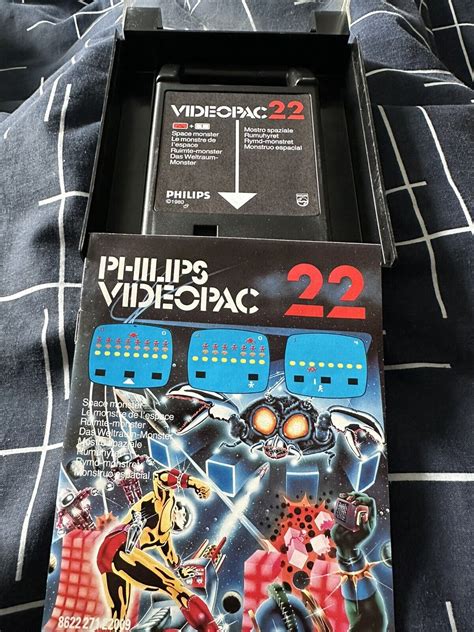 VIDEOPAC 22
Space monster
Le monstre de
l'espace
Ruimte-monster
Das Weltraum-
Monster
Mostro spaziale
Rumuhyret
Rymd-monstret
Monstruo espacial
PHILIPS
©1980
PHILIPS
VIDEOPAC 22
Space monster
Le monstre de l'espace
Ruimte-monster
Das Weltraum-Monster
Mostro spaziale
Rumuhyret
Rymd-monstret
Monstruo espacial
8622 271 22009